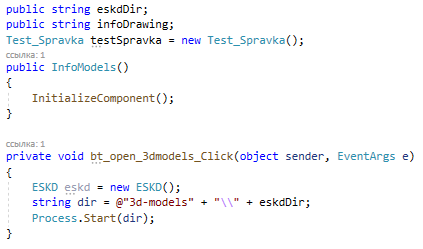 public string eskdDir;
public string infoDrawing;
Test_Spravka testSpravka = new Test_Spravka();
ссылка: 1
public InfoModels()
{
InitializeComponent();
}
ссылка: 1
private void bt_open_3dmodels_Click(object sender, EventArgs e)
{
ESKD eskd = new ESKD();
string dir = @"3d-models" + "\\" + eskdDir;
Process.Start(dir);
}